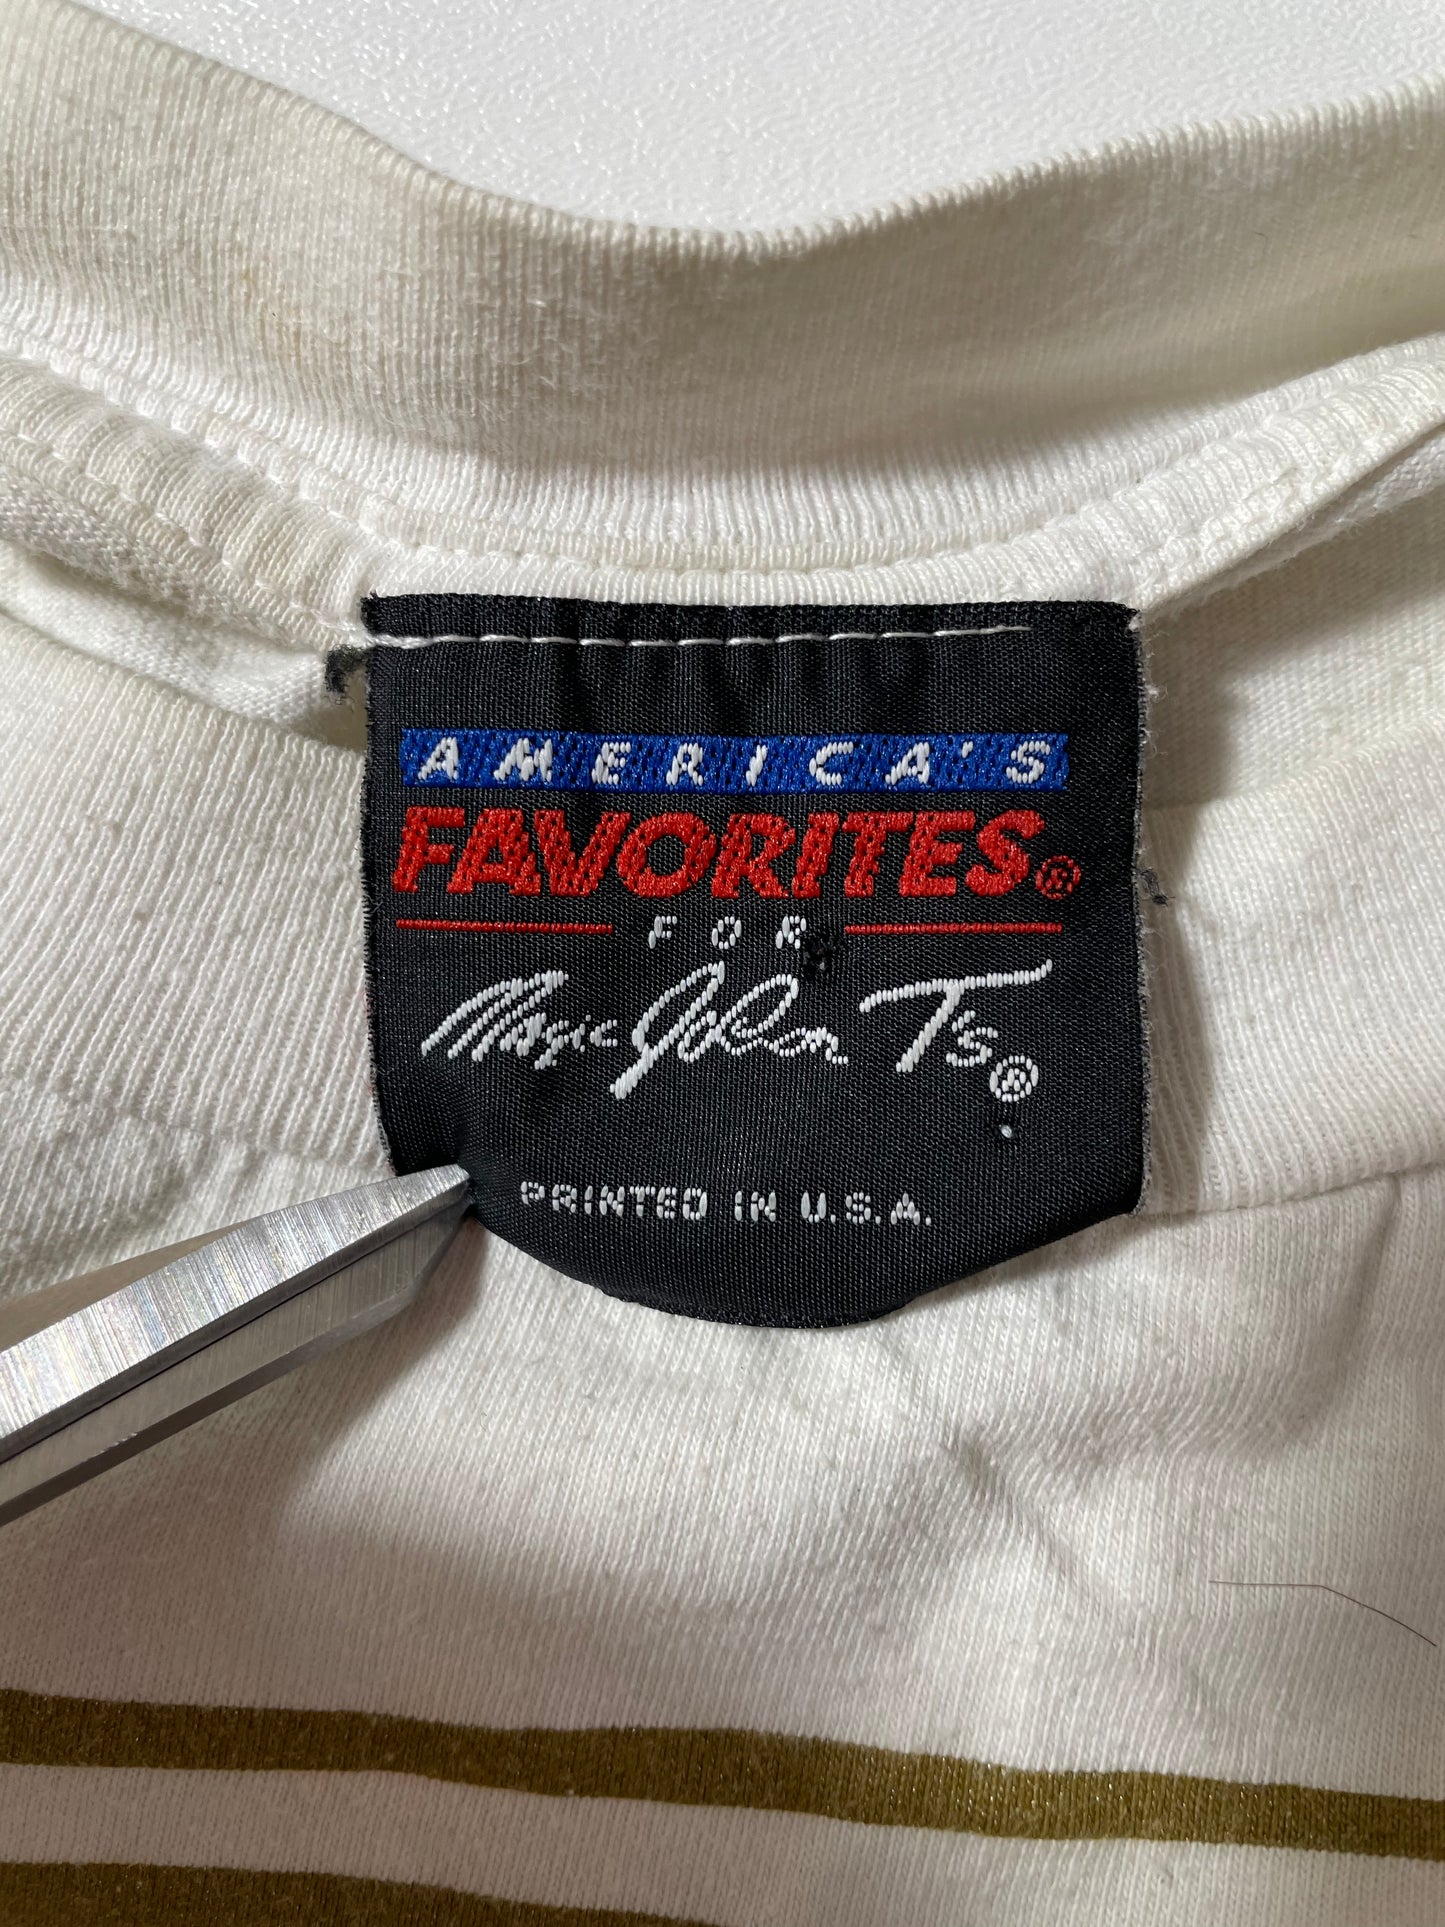 AMERICA'S
FAVORITES®
FOR
Magic Johnson T's®
PRINTED IN U.S.A.